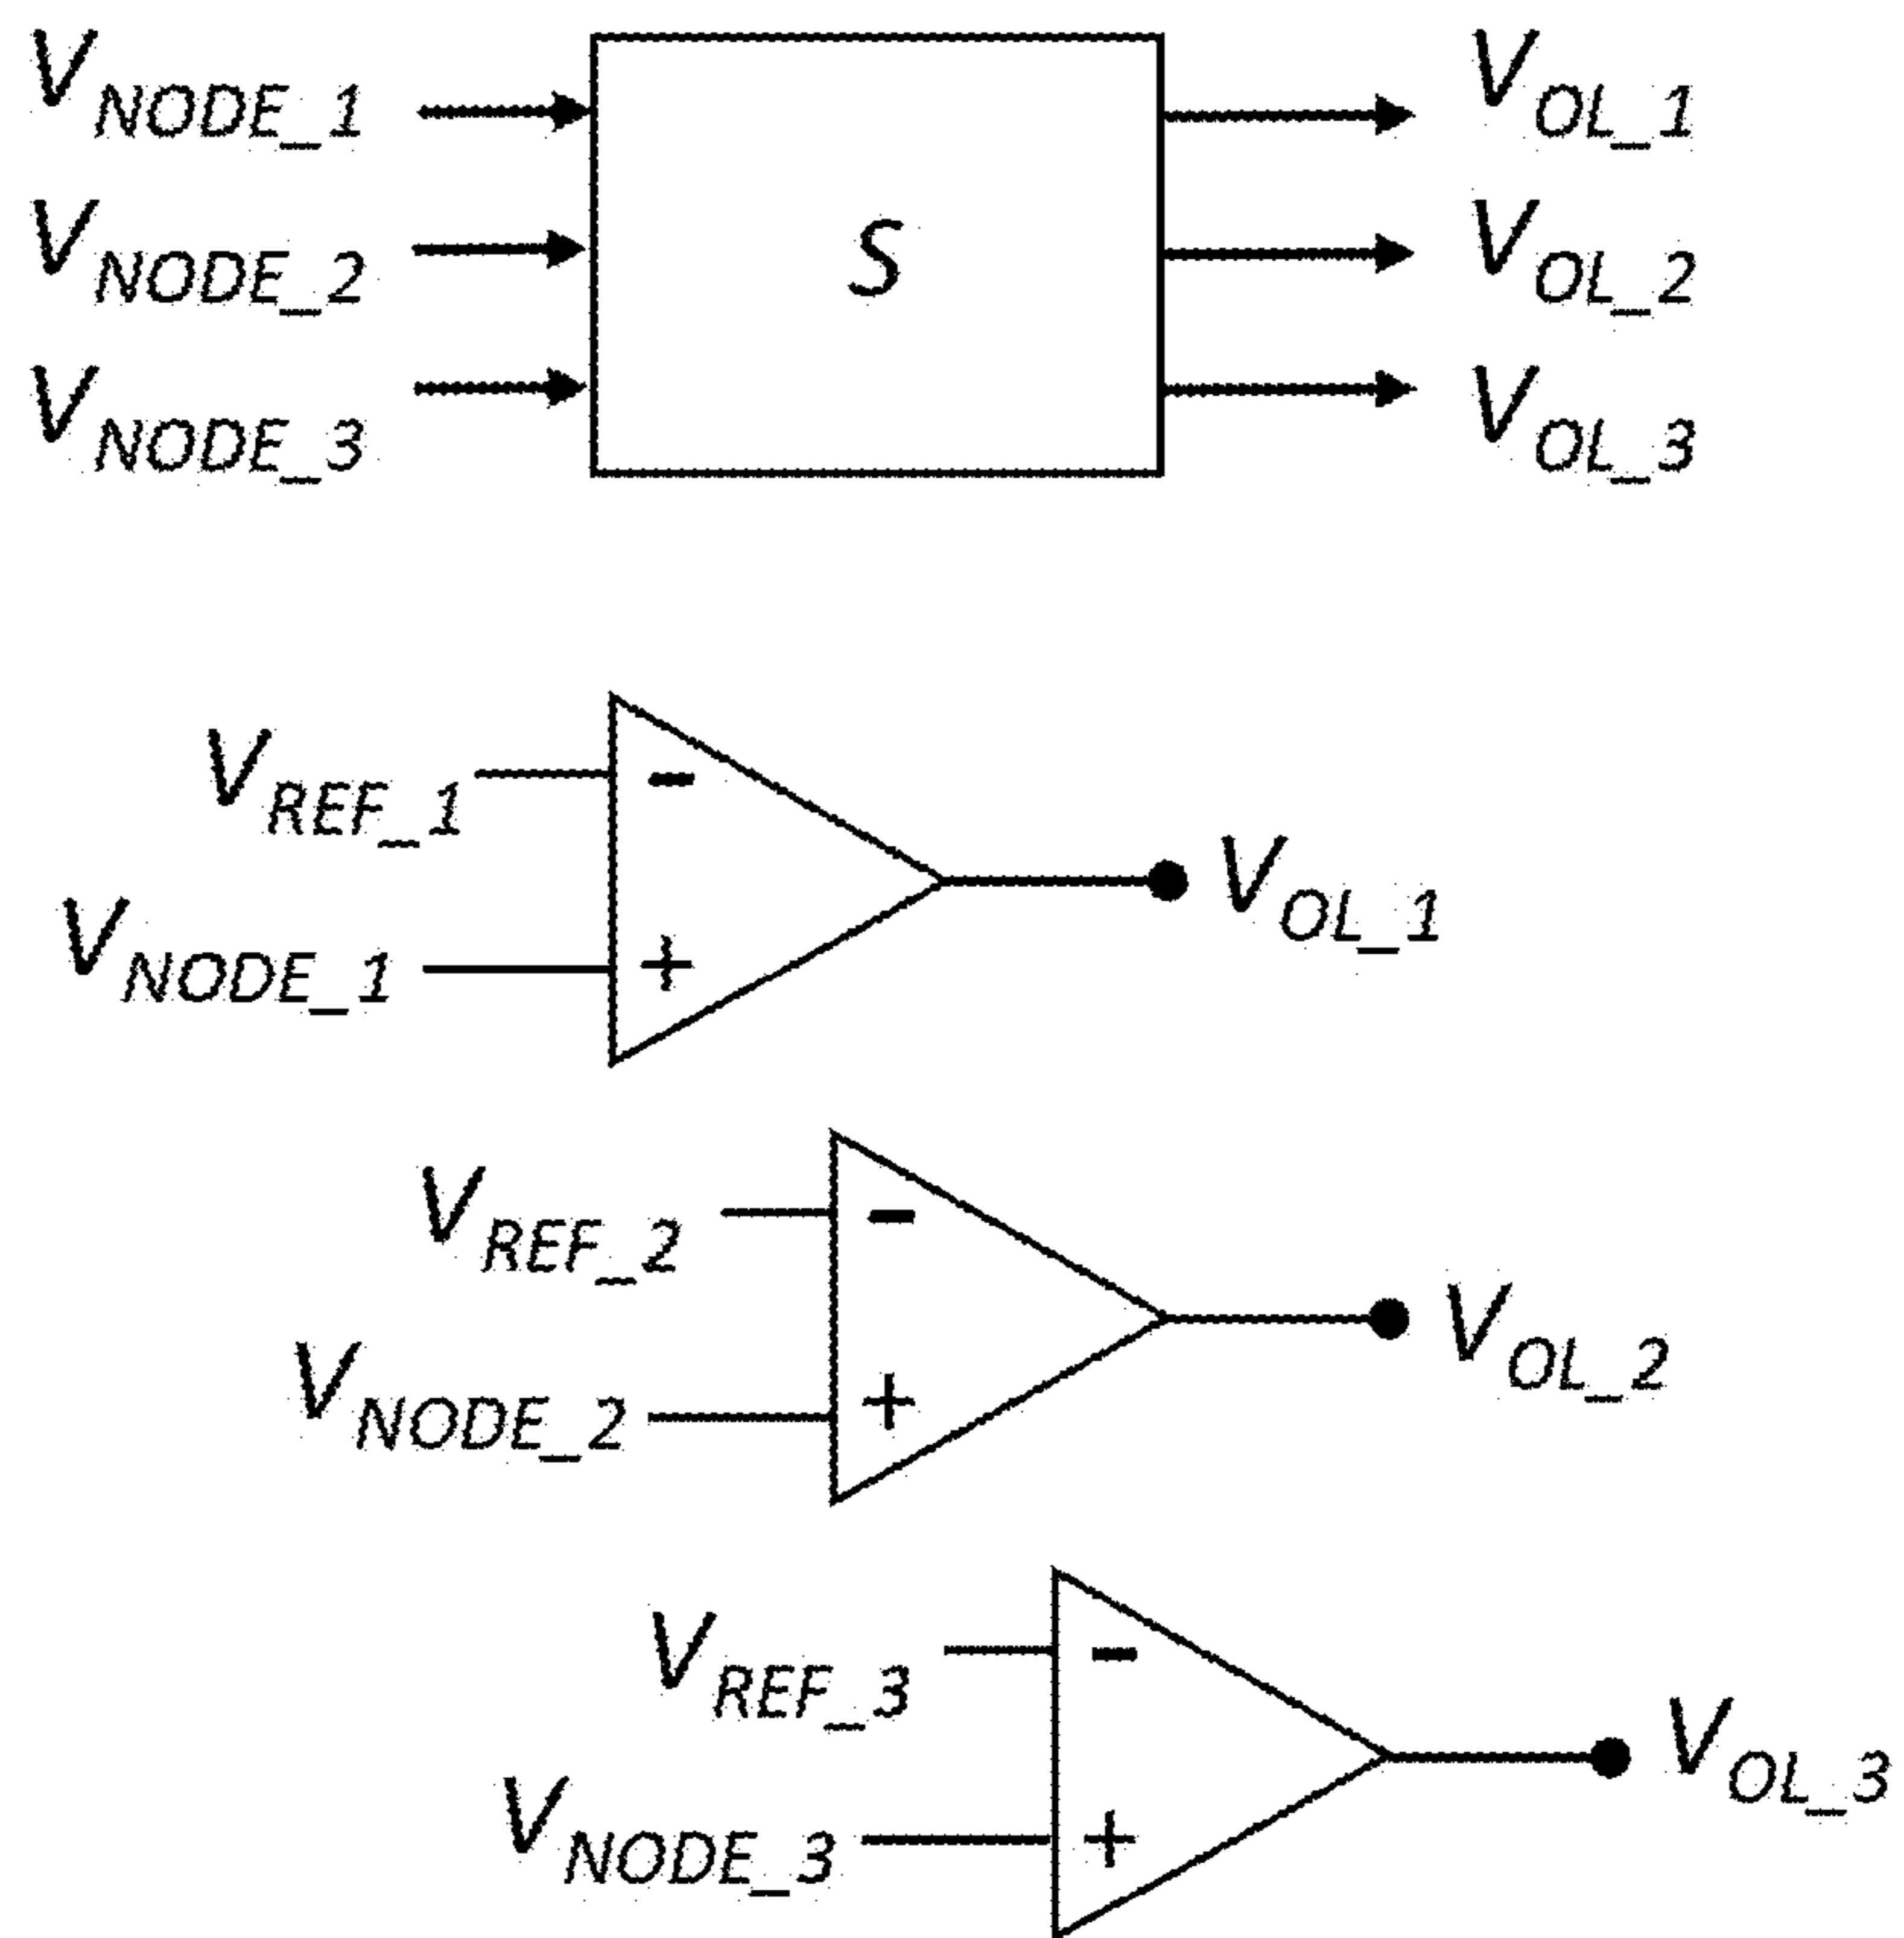 V_NODE_1
V_NODE_2
V_NODE_3
S
V_OL_1
V_OL_2
V_OL_3
V_REF_1
-
V_NODE_1
+
V_OL_1
V_REF_2
-
V_NODE_2
+
V_OL_2
V_REF_3
-
V_NODE_3
+
V_OL_3